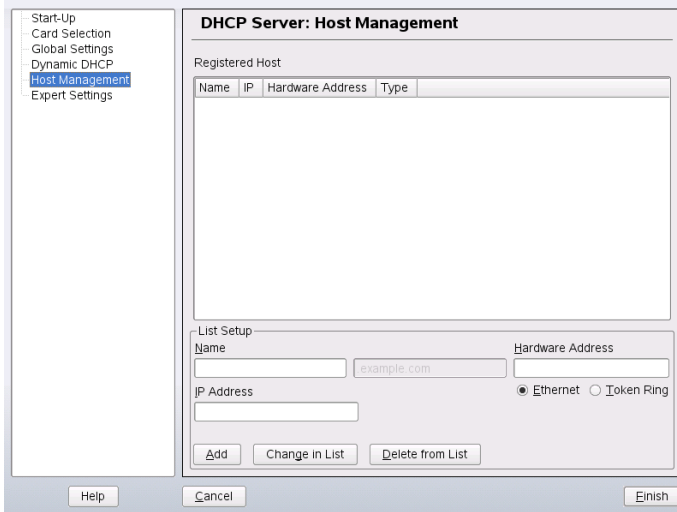 Start-Up
Card Selection
Global Settings
Dynamic DHCP
Host Management
Expert Settings
DHCP Server: Host Management
Registered Host
Name IP Hardware Address Type
List Setup
Name
Hardware Address
example.com
IP Address
Ethernet Token Ring
Add Change in List Delete from List
Help Cancel Finish